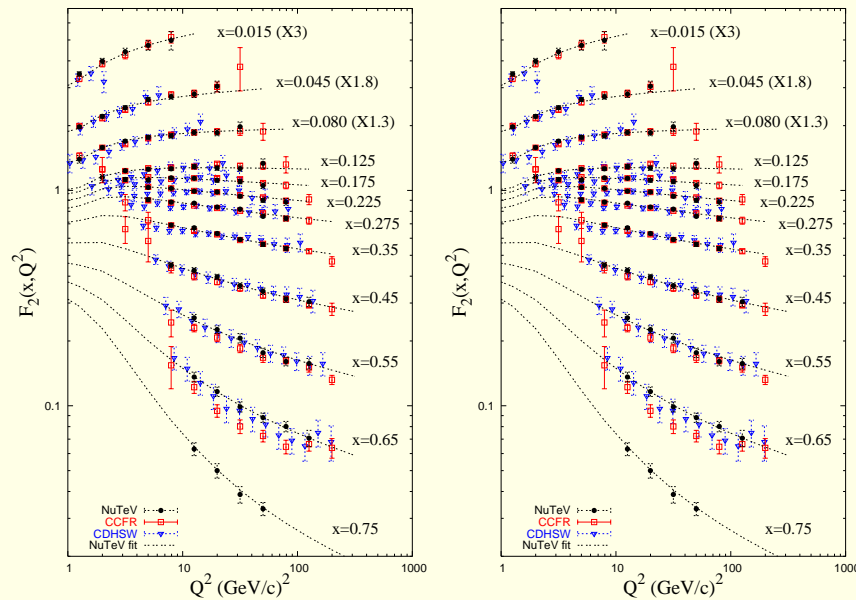 F₂(x,Q²)
1
0.1
x=0.015 (X3)
x=0.045 (X1.8)
x=0.080 (X1.3)
x=0.125
x=0.175
x=0.225
x=0.275
x=0.35
x=0.45
x=0.55
x=0.65
x=0.75
NuTeV
CCFR
CDHSW
NuTeV fit
1 10 100 1000
Q² (GeV/c)²
F₂(x,Q²)
1
0.1
x=0.015 (X3)
x=0.045 (X1.8)
x=0.080 (X1.3)
x=0.125
x=0.175
x=0.225
x=0.275
x=0.35
x=0.45
x=0.55
x=0.65
x=0.75
NuTeV
CCFR
CDHSW
NuTeV fit
1 10 100 1000
Q² (GeV/c)²